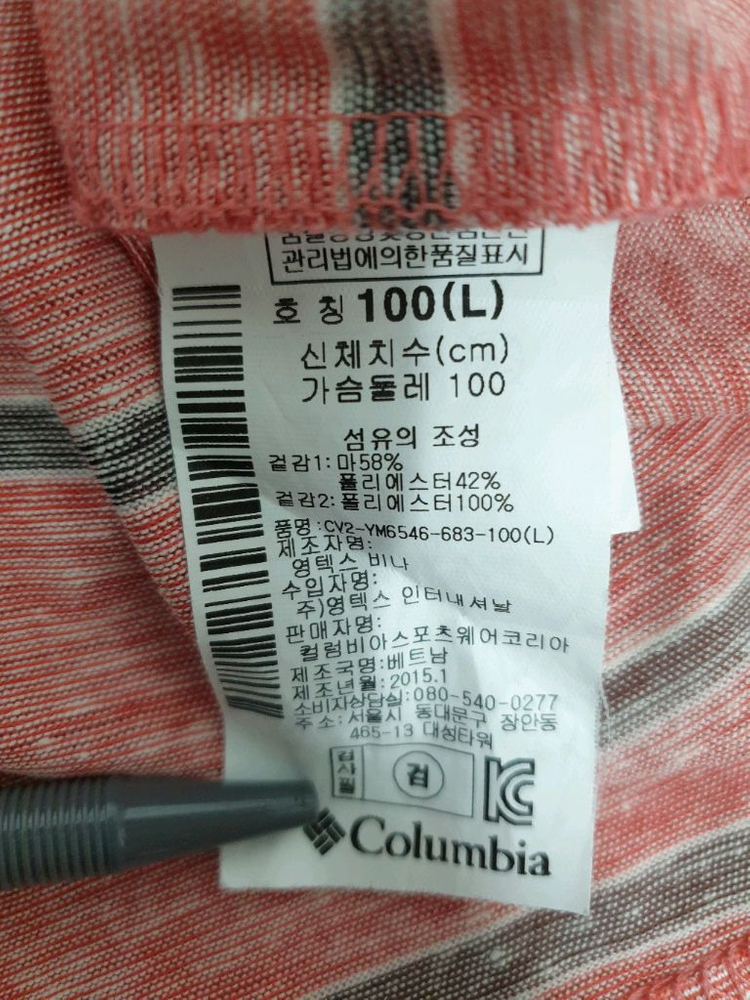 관리법에의한품질표시
호 칭 100(L)
신체치수(cm)
가슴둘레 100
섬유의 조성
겉감1: 마58%
폴리에스터42%
겉감2: 폴리에스터100%
품명:CV2-YM6546-683-100(L)
제조자명:
영텍스 비나
수입자명:
주)영텍스 인터내셔날
판매자명:
컬럼비아스포츠웨어코리아
제조국명:베트남
제조년월:2015.1
소비자상담실:080-540-0277
주소:서울시 동대문구 장안동
465-13 대성타워
검사필
검
KC
Columbia